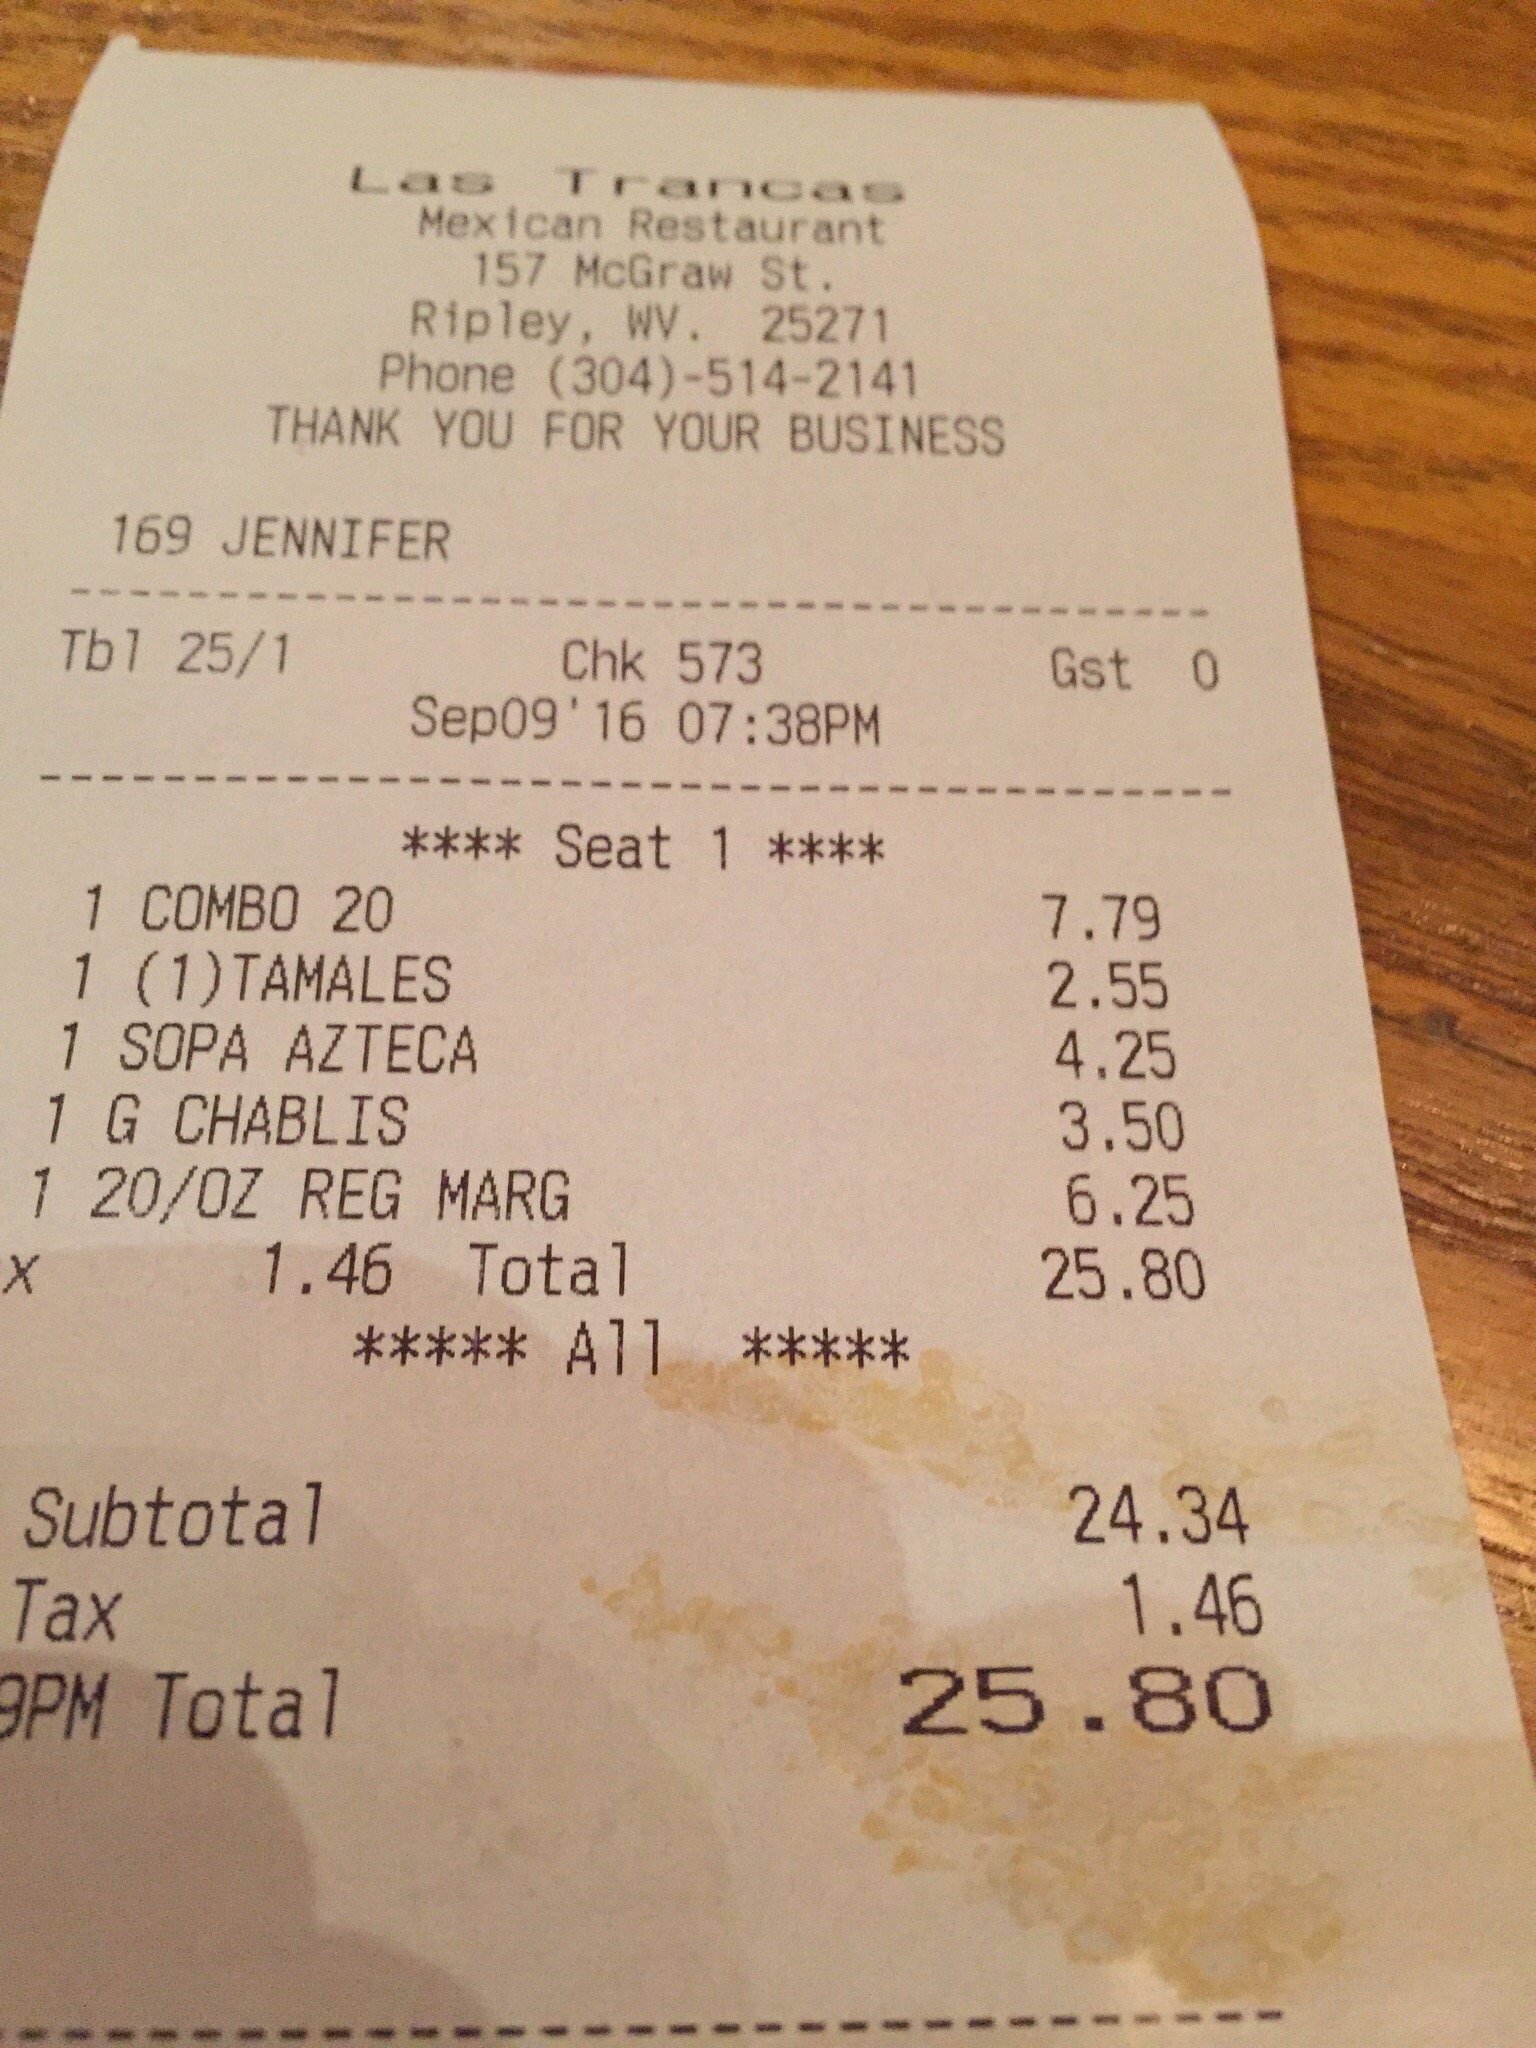 Las Trancas
Mexican Restaurant
157 McGraw St.
Ripley, WV. 25271
Phone (304)-514-2141
THANK YOU FOR YOUR BUSINESS
169 JENNIFER
Tbl 25/1 Chk 573 Gst 0
Sep09'16 07:38PM
**** Seat 1 ****
1 COMBO 20 7.79
1 (1)TAMALES 2.55
1 SOPA AZTECA 4.25
1 G CHABLIS 3.50
1 20/OZ REG MARG 6.25
x 1.46 Total 25.80
***** All *****
Subtotal 24.34
Tax 1.46
9PM Total 25.80